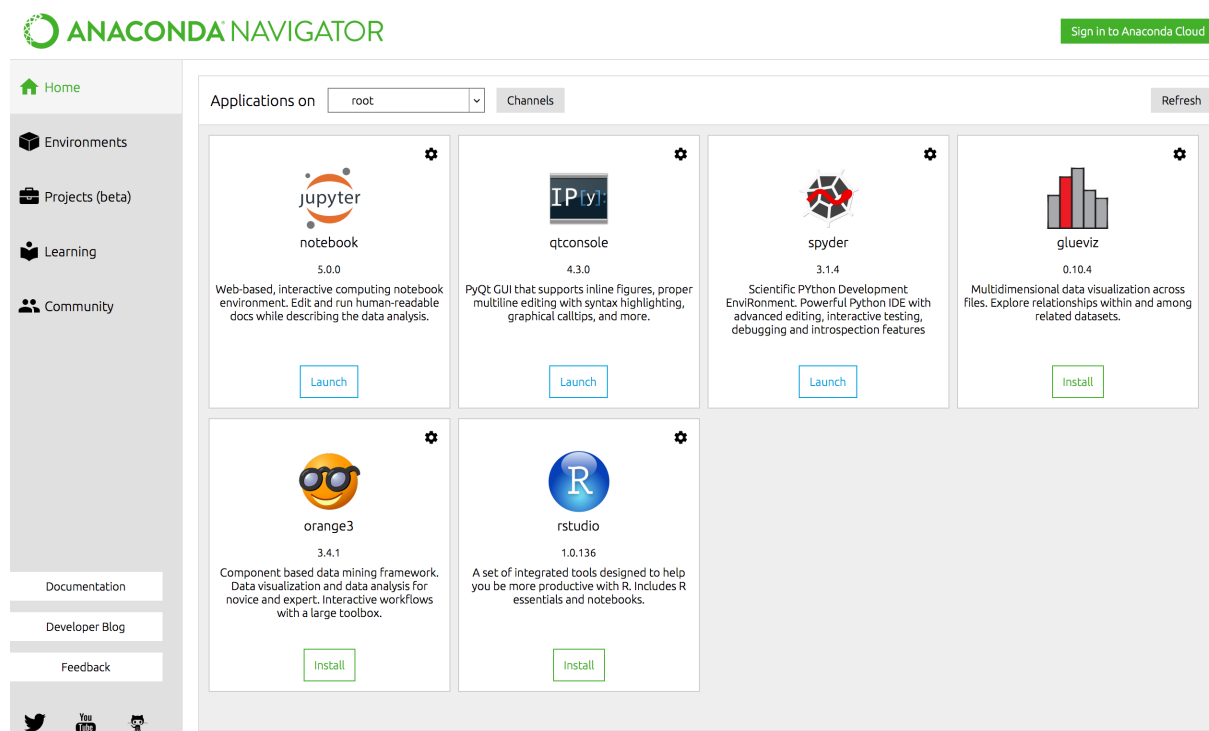 ANACONDA NAVIGATOR
Sign in to Anaconda Cloud
Home
Environments
Projects (beta)
Learning
Community
Documentation
Developer Blog
Feedback
You
Tube
Applications on
root
Channels
Refresh
jupyter
notebook
5.0.0
Web-based, interactive computing notebook
environment. Edit and run human-readable
docs while describing the data analysis.
Launch
IP[y]:
qtconsole
4.3.0
PyQt GUI that supports inline figures, proper
multiline editing with syntax highlighting,
graphical calltips, and more.
Launch
spyder
3.1.4
Scientific PYthon Development
EnviRonment. Powerful Python IDE with
advanced editing, interactive testing,
debugging and introspection features
Launch
glueviz
0.10.4
Multidimensional data visualization across
files. Explore relationships within and among
related datasets.
Install
orange3
3.4.1
Component based data mining framework.
Data visualization and data analysis for
novice and expert. Interactive workflows
with a large toolbox.
Install
R
rstudio
1.0.136
A set of integrated tools designed to help
you be more productive with R. Includes R
essentials and notebooks.
Install